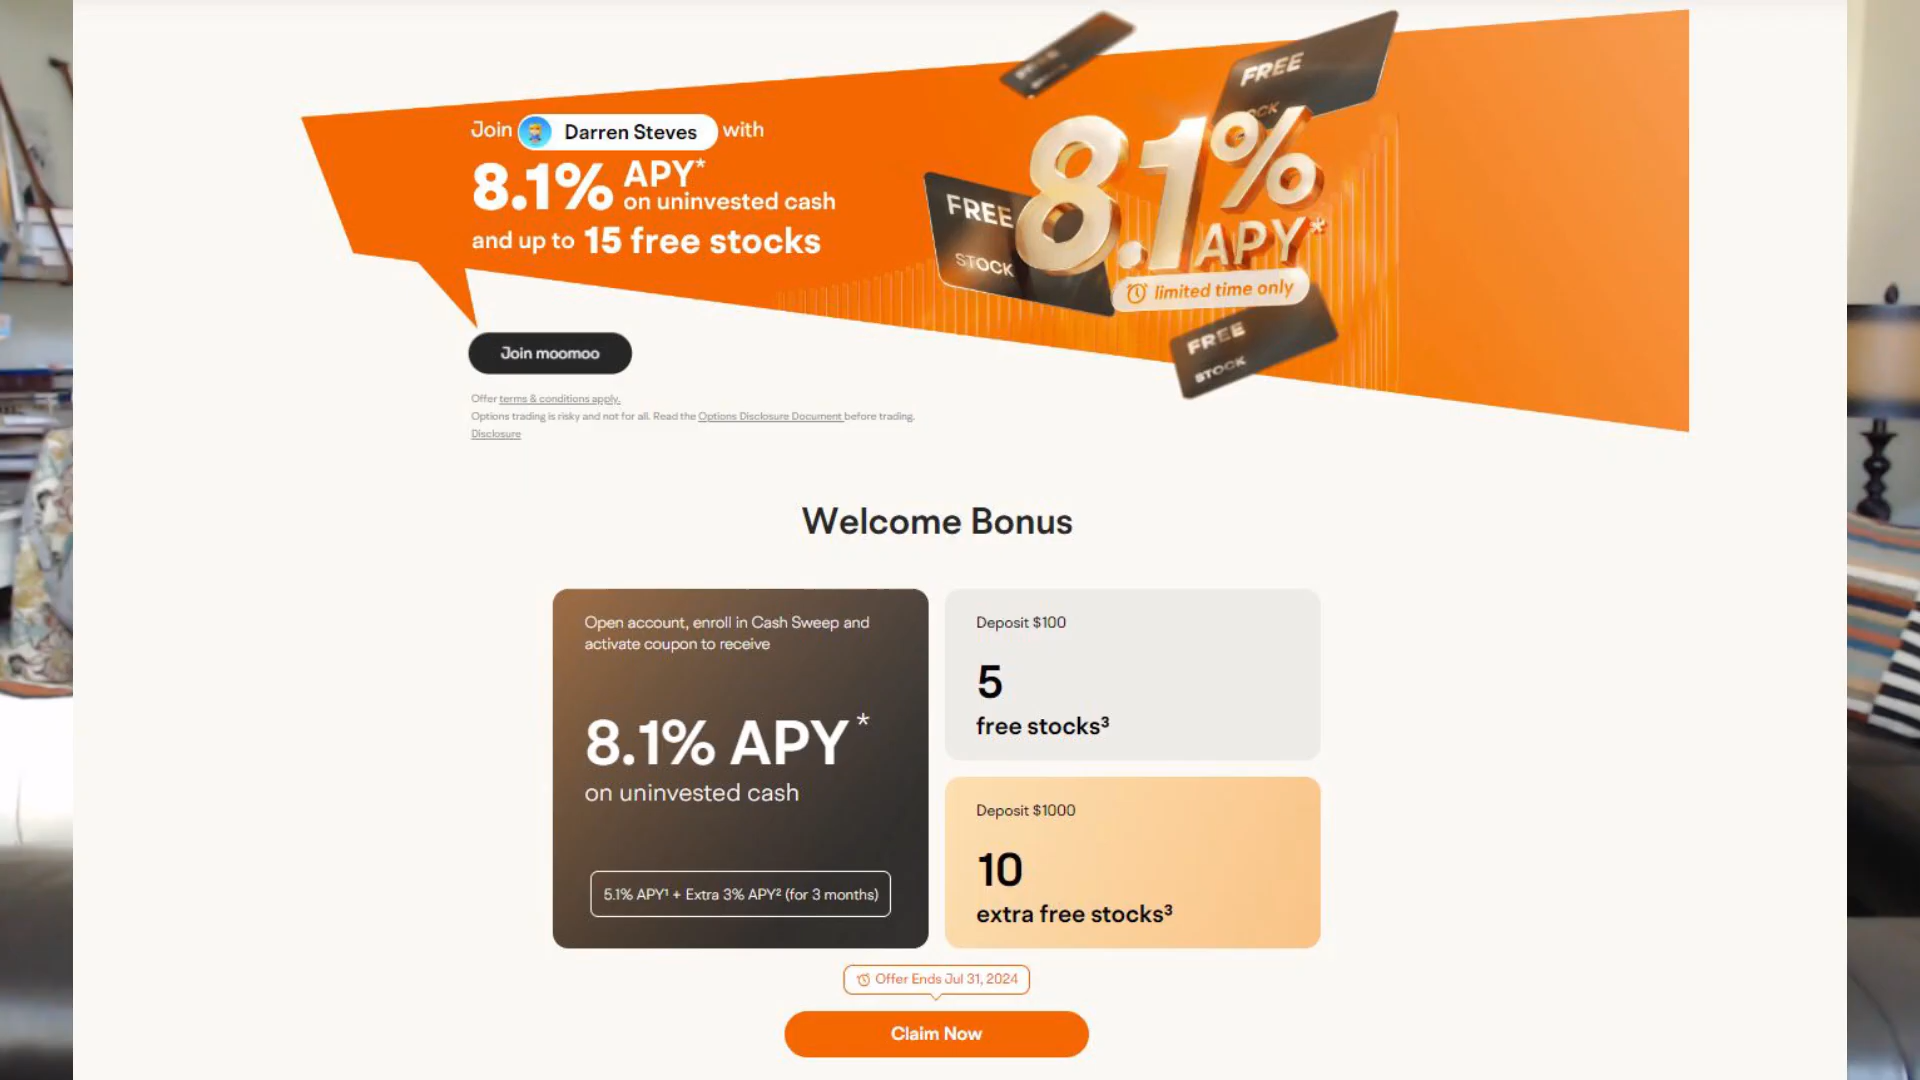 Join Darren Steves with
8.1% APY*
on uninvested cash
and up to 15 free stocks
FREE
STOCK
FREE
STOCK
8.1%
APY*
limited time only
FREE
STOCK
Join moomoo
Offer terms & conditions apply.
Options trading is risky and not for all. Read the Options Disclosure Document before trading.
Disclosure
Welcome Bonus
Open account, enroll in Cash Sweep and
activate coupon to receive
8.1% APY*
on uninvested cash
5.1% APY¹ + Extra 3% APY² (for 3 months)
Deposit $100
5
free stocks³
Deposit $1000
10
extra free stocks³
Offer Ends Jul 31, 2024
Claim Now